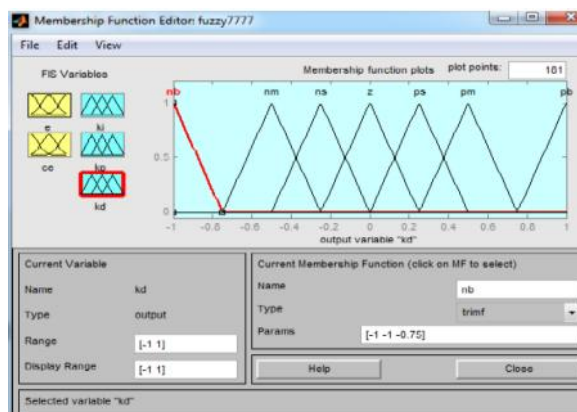 Membership Function Editor: fuzzy7777
File Edit View
FIS Variables
Membership function plots plot points: 181
nb nm ns z ps pm pb
e ki
ce kp
kd
1
0.5
0
-1 -0.8 -0.6 -0.4 -0.2 0 0.2 0.4 0.6 0.8 1
output variable "kd"
Current Variable
Name kd
Type output
Range [-1 1]
Display Range [-1 1]
Current Membership Function (click on MF to select)
Name nb
Type trimf
Params [-1 -1 -0.75]
Help Close
Selected variable "kd"